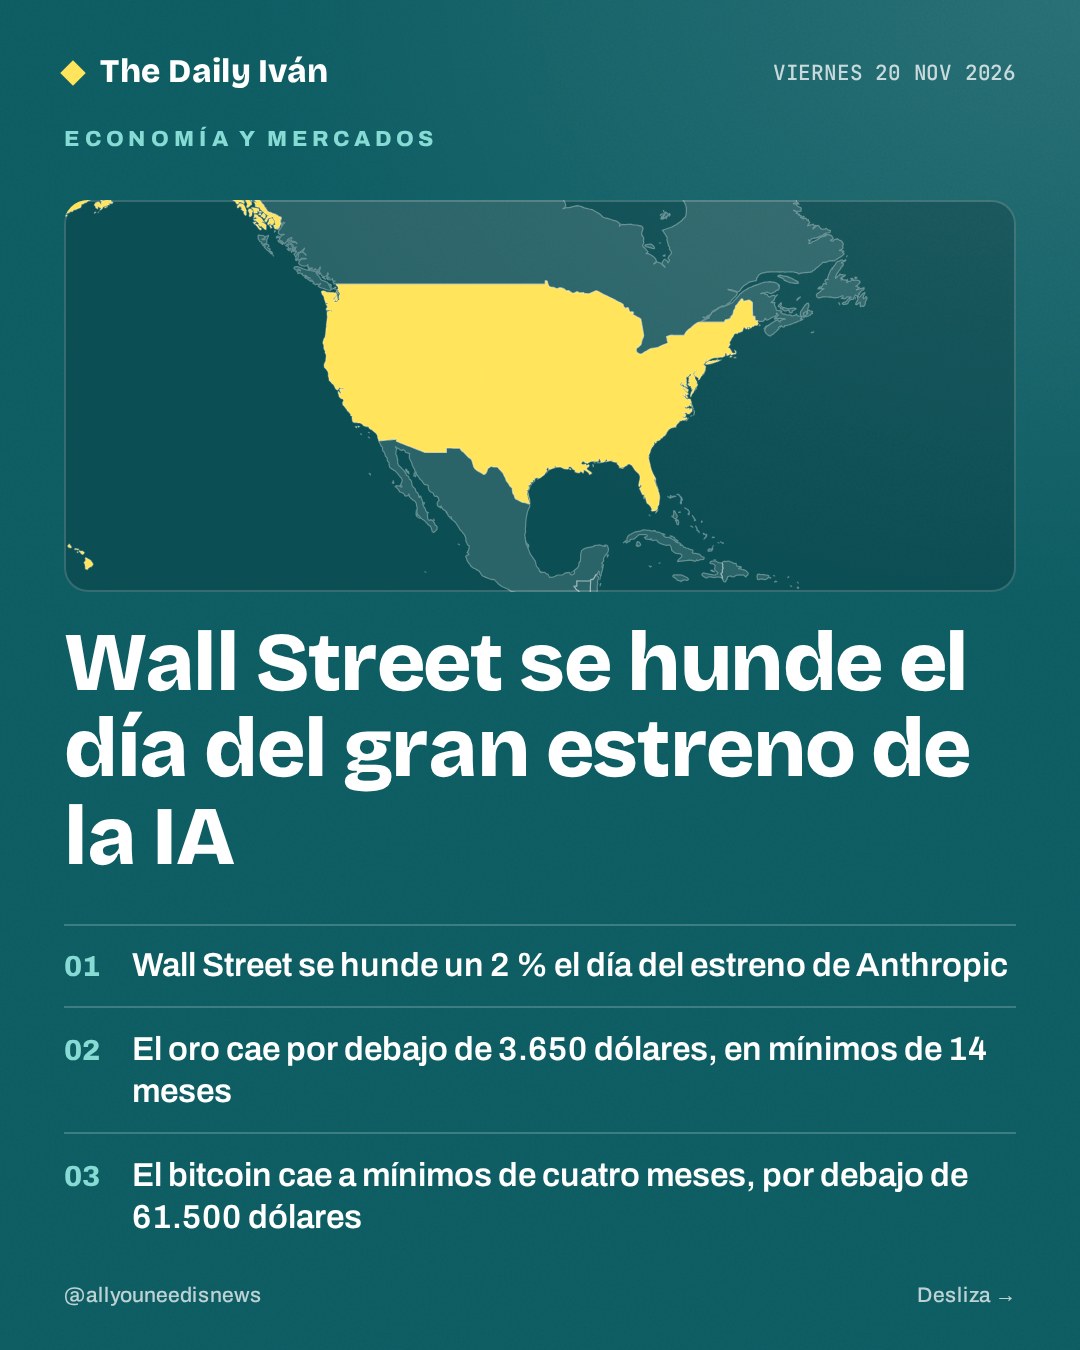 The Daily Iván
VIERNES 20 NOV 2026
ECONOMÍA Y MERCADOS
Wall Street se hunde el
día del gran estreno de
la IA
01 Wall Street se hunde un 2 % el día del estreno de Anthropic
02 El oro cae por debajo de 3.650 dólares, en mínimos de 14
meses
03 El bitcoin cae a mínimos de cuatro meses, por debajo de
61.500 dólares
@allyouneedisnews
Desliza →